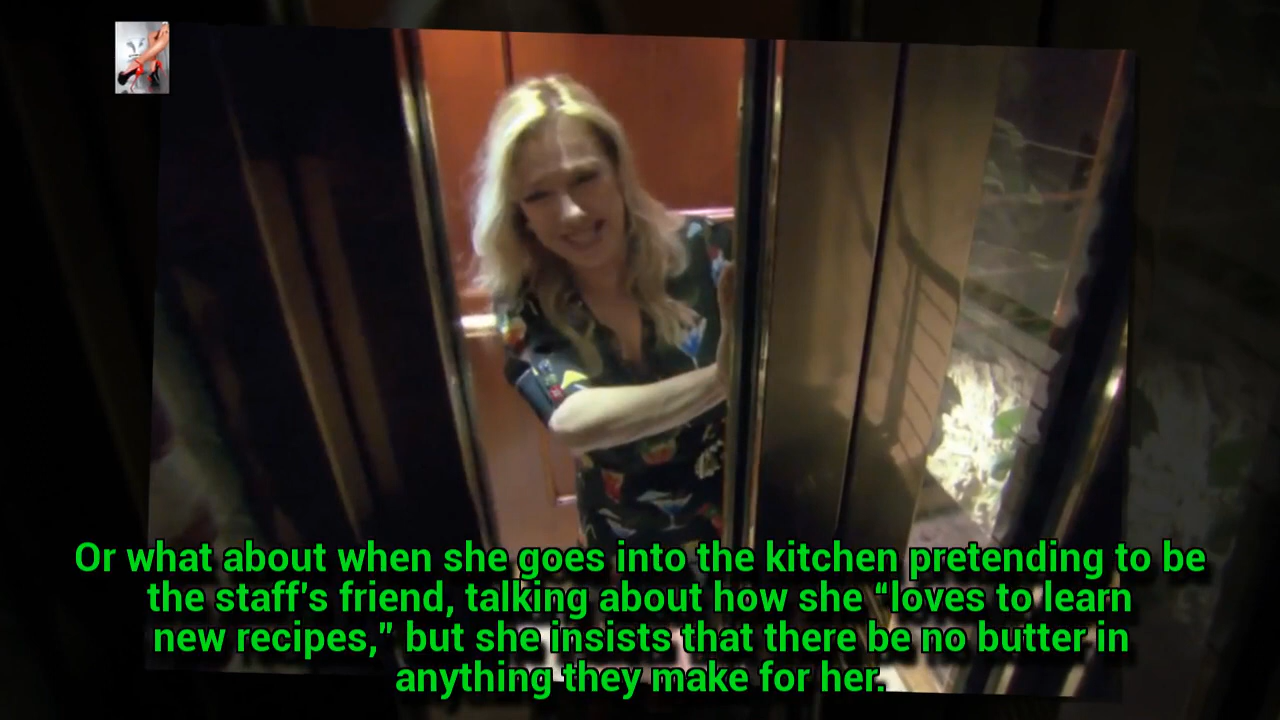 Or what about when she goes into the kitchen pretending to be
the staff's friend, talking about how she “loves to learn
new recipes,” but she insists that there be no butter in
anything they make for her.